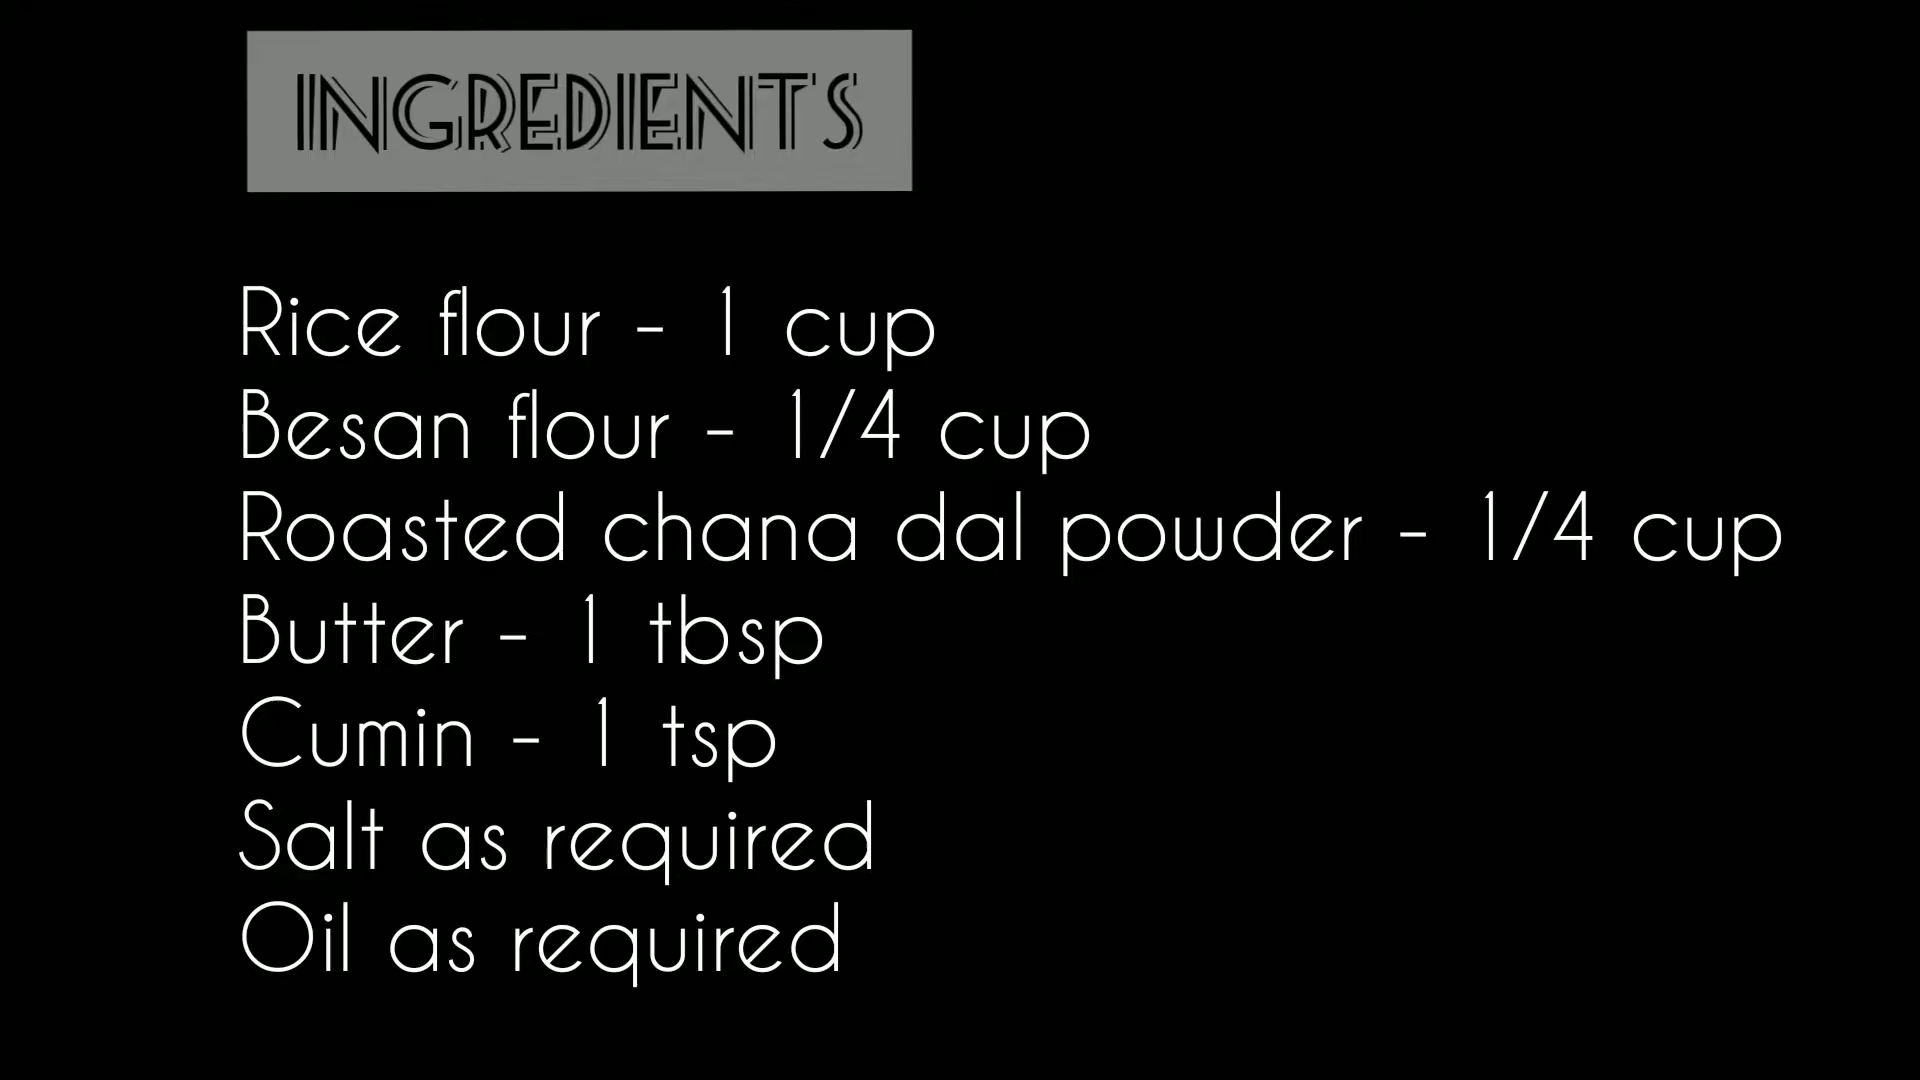 INGREDIENTS
Rice flour - 1 cup
Besan flour - 1/4 cup
Roasted chana dal powder - 1/4 cup
Butter - 1 tbsp
Cumin - 1 tsp
Salt as required
Oil as required